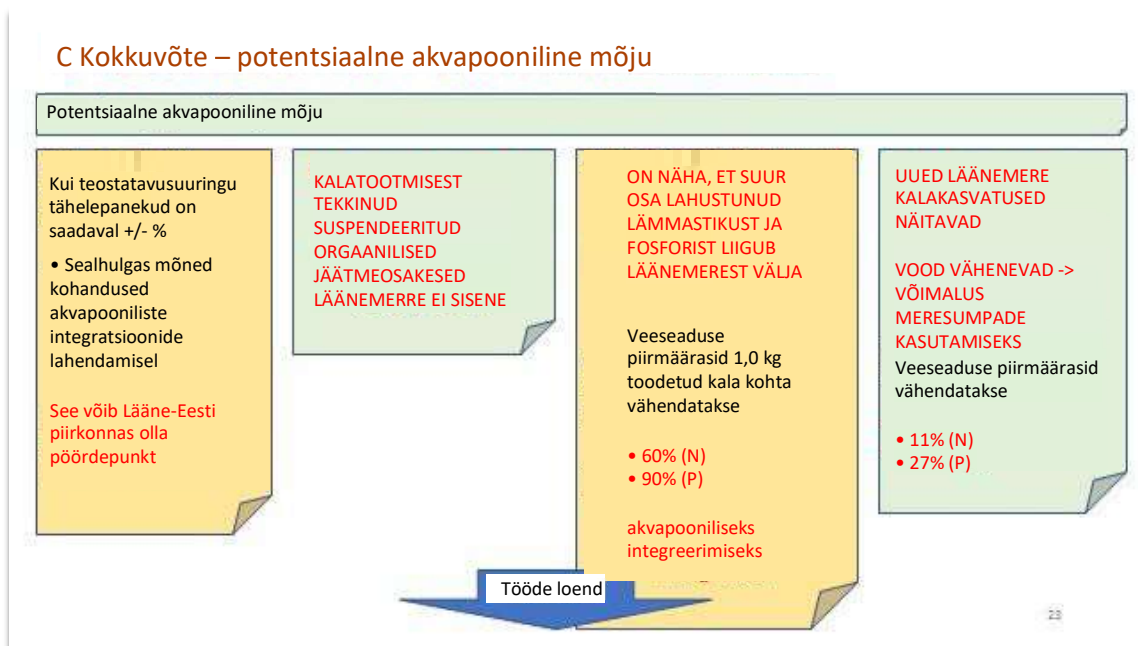 C Kokkuvõte – potentsiaalne akvapooniline mõju
Potentsiaalne akvapooniline mõju
Kui teostatavusuuringu
tähelepanekud on
saadaval +/- %
• Sealhulgas mõned
kohandused
akvapooniliste
integratsioonide
lahendamisel
See võib Lääne-Eesti
piirkonnas olla
pöördepunkt
KALATOOTMISEST
TEKKINUD
SUSPENDEERITUD
ORGAANILISED
JÄÄTMEOSAKESED
LÄÄNEMERRE EI SISENE
ON NÄHA, ET SUUR
OSA LAHUSTUNUD
LÄMMASTIKUST JA
FOSFORIST LIIGUB
LÄÄNEMEREST VÄLJA
Veeseaduse
piirmäärasid 1,0 kg
toodetud kala kohta
vähendatakse
• 60% (N)
• 90% (P)
akvapooniliseks
integreerimiseks
UUED LÄÄNEMERE
KALAKASVATUSED
NÄITAVAD
VOOD VÄHENEVAD ->
VÕIMALUS
MERESUMPADE
KASUTAMISEKS
Veeseaduse piirmäärasid
vähendatakse
• 11% (N)
• 27% (P)
Tööde loend
23